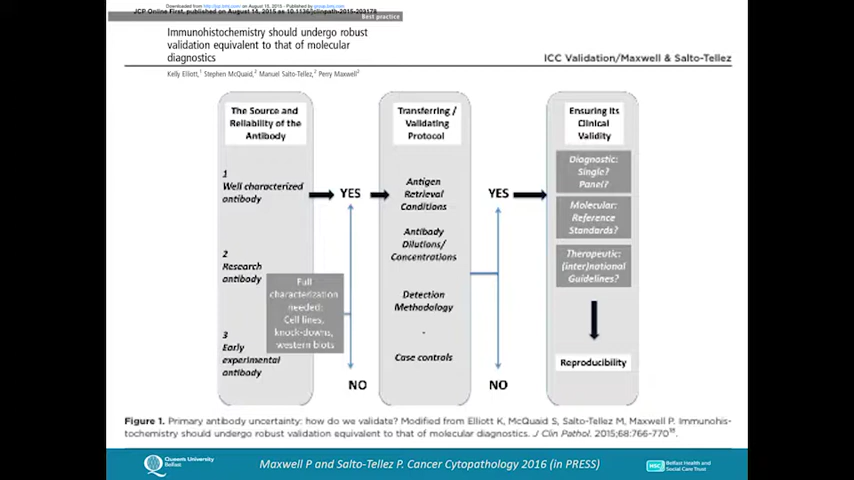 Downloaded from http://jcp.bmj.com/ on August 15, 2015 - Published by group.bmj.com
JCP Online First, published on August 14, 2015 as 10.1136/jclinpath-2015-203178
Best practice
Immunohistochemistry should undergo robust
validation equivalent to that of molecular
diagnostics
Kelly Elliott,1 Stephen McQuaid,2 Manuel Salto-Tellez,2 Perry Maxwell2
ICC Validation/Maxwell & Salto-Tellez
The Source and
Reliability of the
Antibody
1
Well characterized
antibody
2
Research
antibody
3
Early
experimental
antibody
Full
characterization
needed:
Cell lines,
knock-downs,
western blots
YES
NO
Transferring /
Validating
Protocol
Antigen
Retrieval
Conditions
Antibody
Dilutions/
Concentrations
Detection
Methodology
.
Case controls
YES
NO
Ensuring its
Clinical
Validity
Diagnostic:
Single?
Panel?
Molecular:
Reference
Standards?
Therapeutic:
(inter)national
Guidelines?
Reproducibility
Figure 1. Primary antibody uncertainty: how do we validate? Modified from Elliott K, McQuaid S, Salto-Tellez M, Maxwell P. Immunohis-
tochemistry should undergo robust validation equivalent to that of molecular diagnostics. J Clin Pathol. 2015;68:766-770
Queen's University
Belfast
Maxwell P and Salto-Tellez P. Cancer Cytopathology 2016 (in PRESS)
HSC Belfast Health and
Social Care Trust